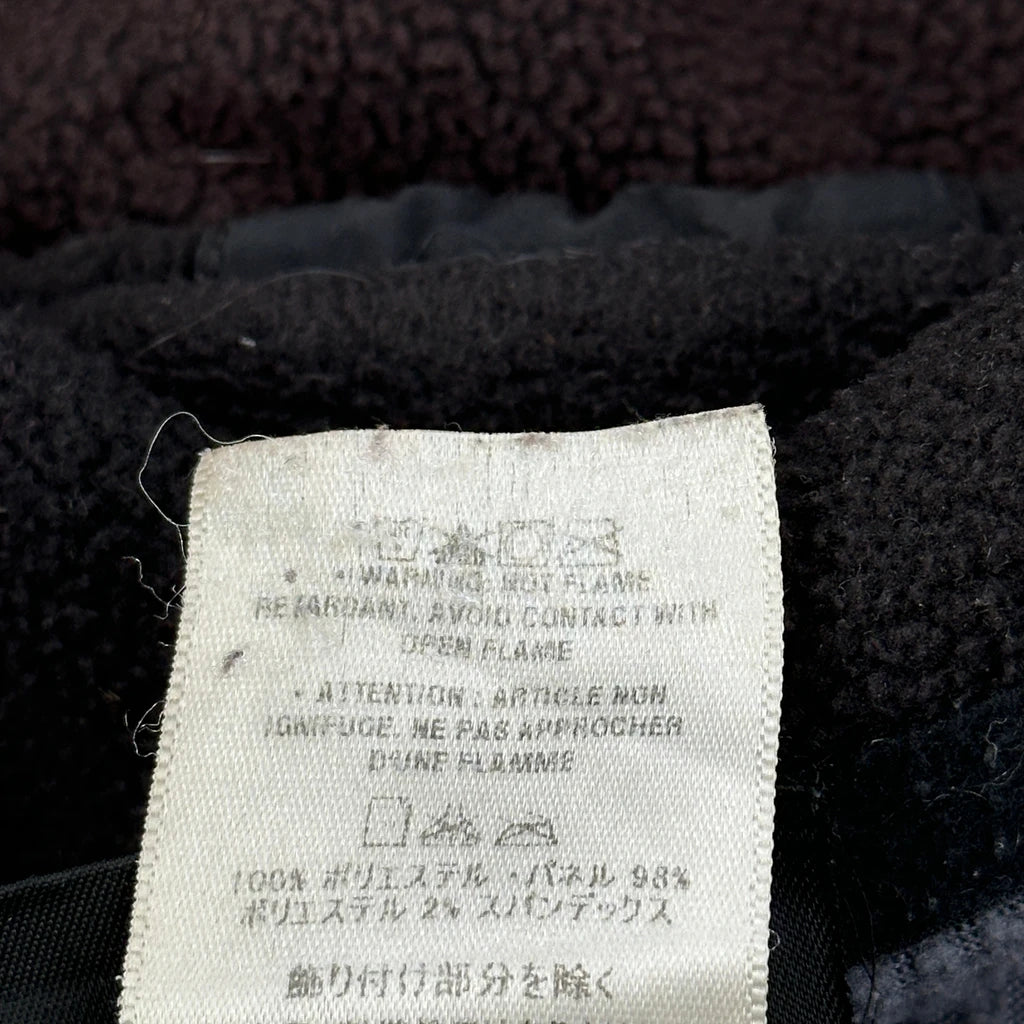 • WARNING: NOT FLAME
RETARDANT. AVOID CONTACT WITH
OPEN FLAME
• ATTENTION : ARTICLE NON
IGNIFUGE. NE PAS APPROCHER
D'UNE FLAMME
100% ポリエステル ・パネル 98%
ポリエステル 2% スパンデックス
飾り付け部分を除く